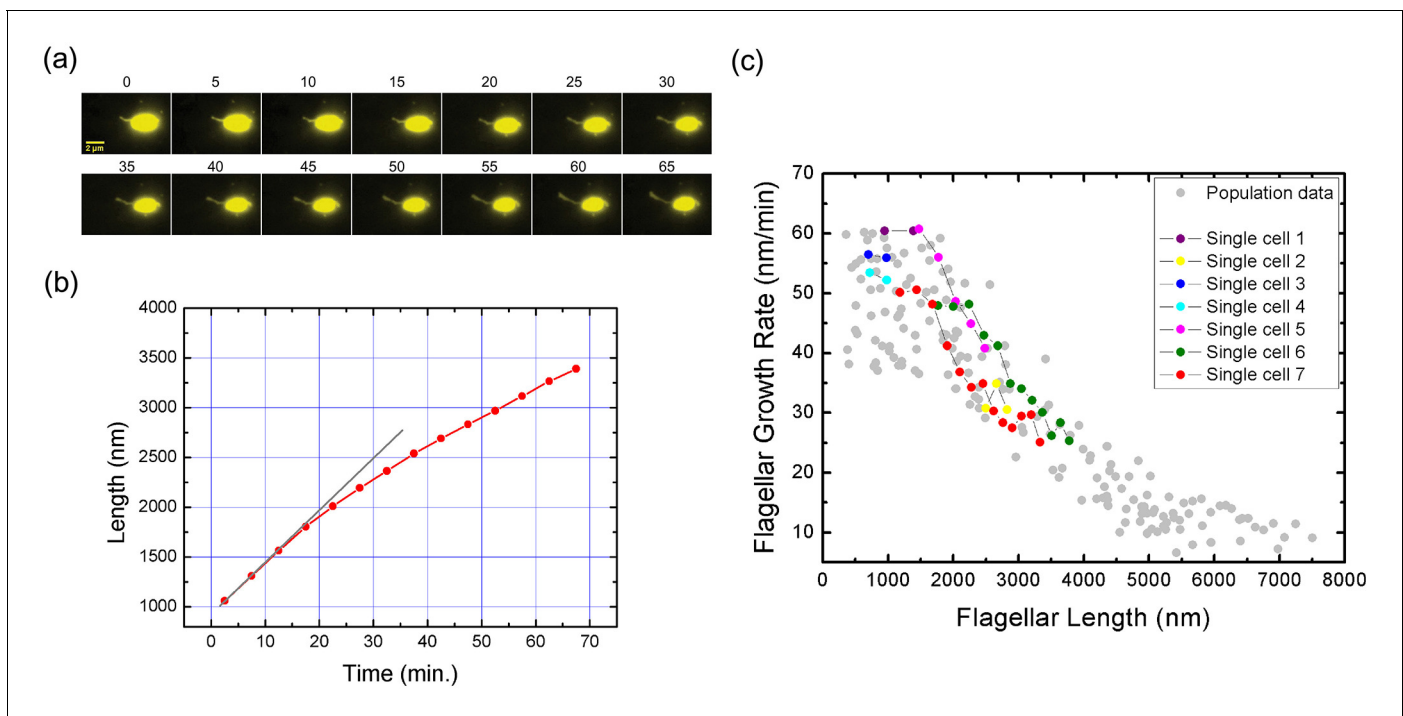 (a)
0 5 10 15 20 25 30
2 µm
35 40 45 50 55 60 65
(b)
4000
3500
3000
2500
2000
1500
1000
Length (nm)
0 10 20 30 40 50 60 70
Time (min.)
(c)
70
60
50
40
30
20
10
Flagellar Growth Rate (nm/min)
Population data
Single cell 1
Single cell 2
Single cell 3
Single cell 4
Single cell 5
Single cell 6
Single cell 7
0 1000 2000 3000 4000 5000 6000 7000 8000
Flagellar Length (nm)